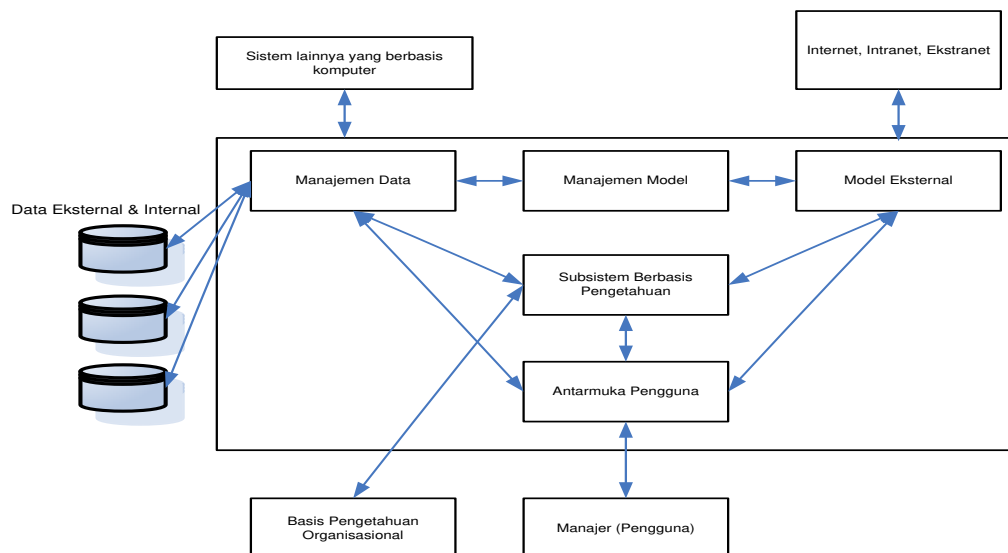 Sistem lainnya yang berbasis
komputer
Internet, Intranet, Ekstranet
Manajemen Data
Manajemen Model
Model Eksternal
Data Eksternal & Internal
Subsistem Berbasis
Pengetahuan
Antarmuka Pengguna
Basis Pengetahuan
Organisasional
Manajer (Pengguna)